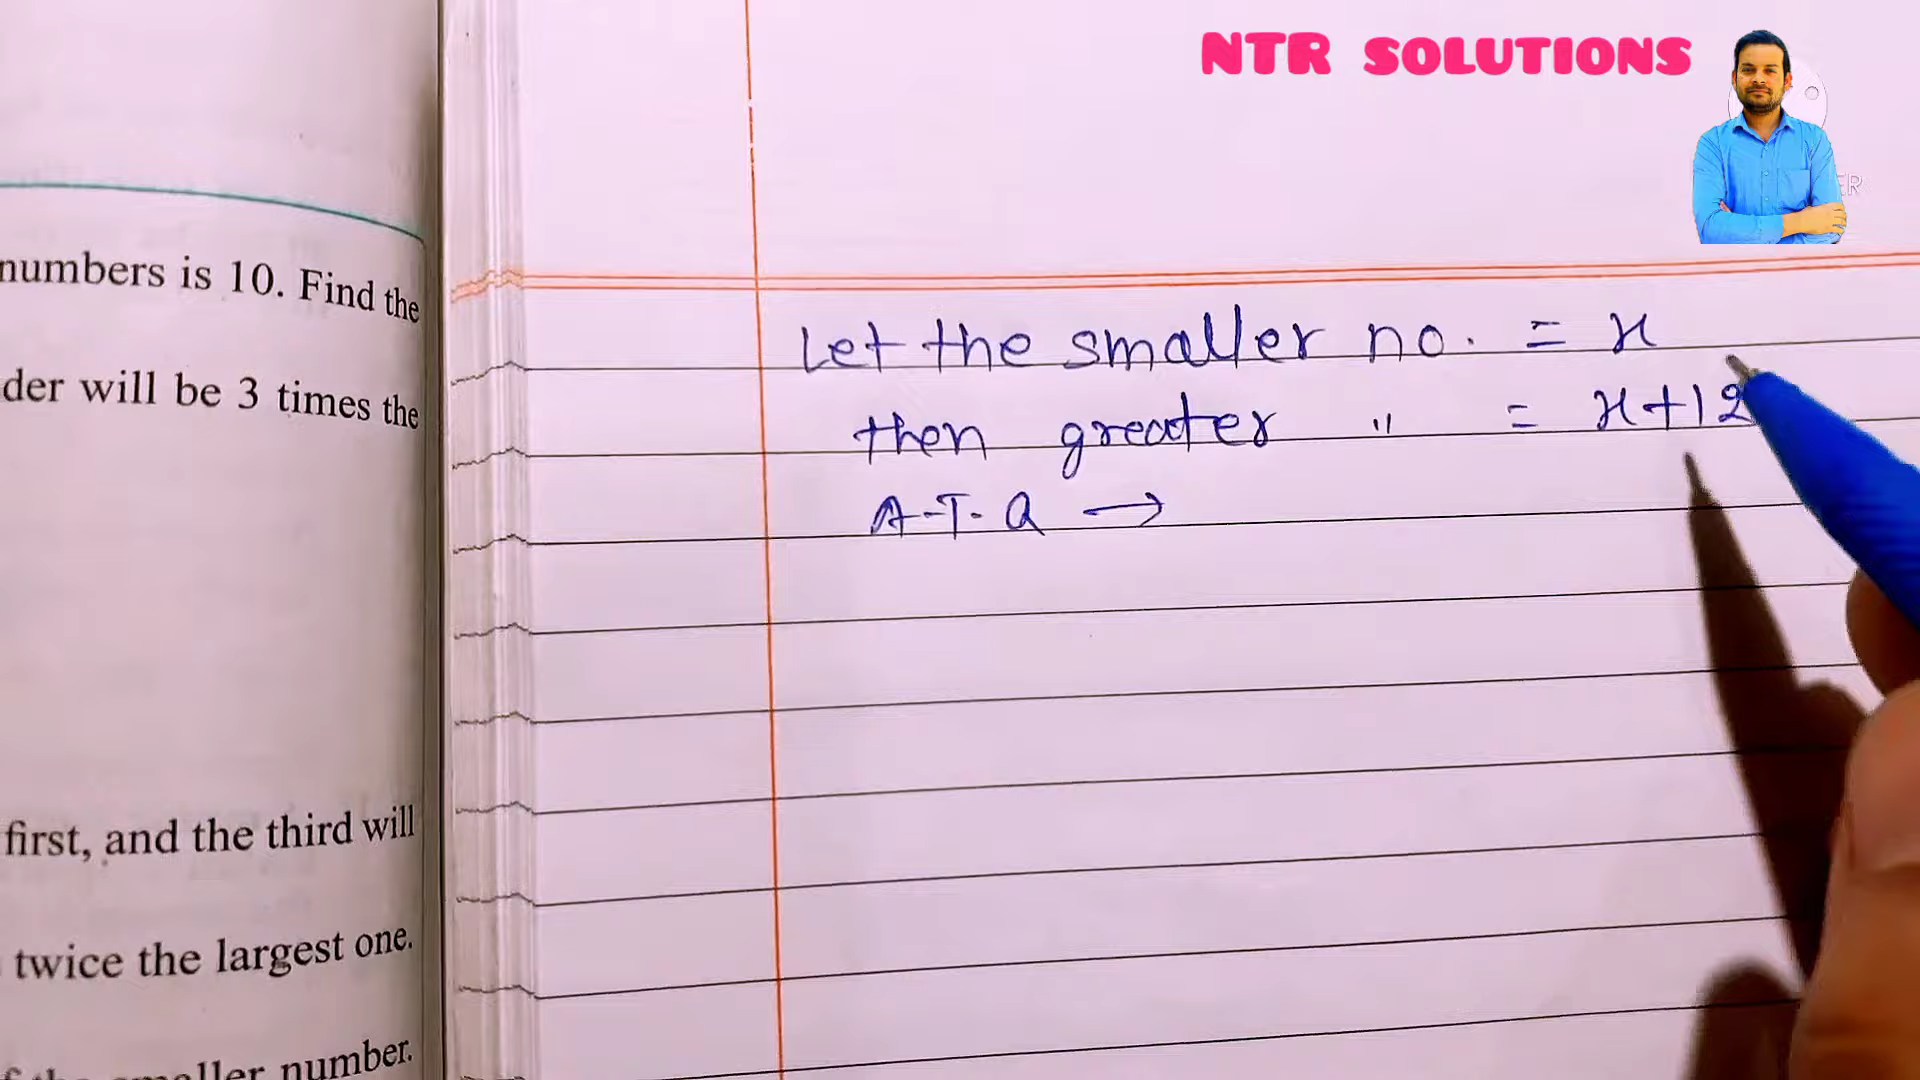 NTR SOLUTIONS
ER
numbers is 10. Find the
der will be 3 times the
first, and the third will
twice the largest one.
smaller number.
Let the smaller no. = x
then greater " = x+12
A.T.Q →